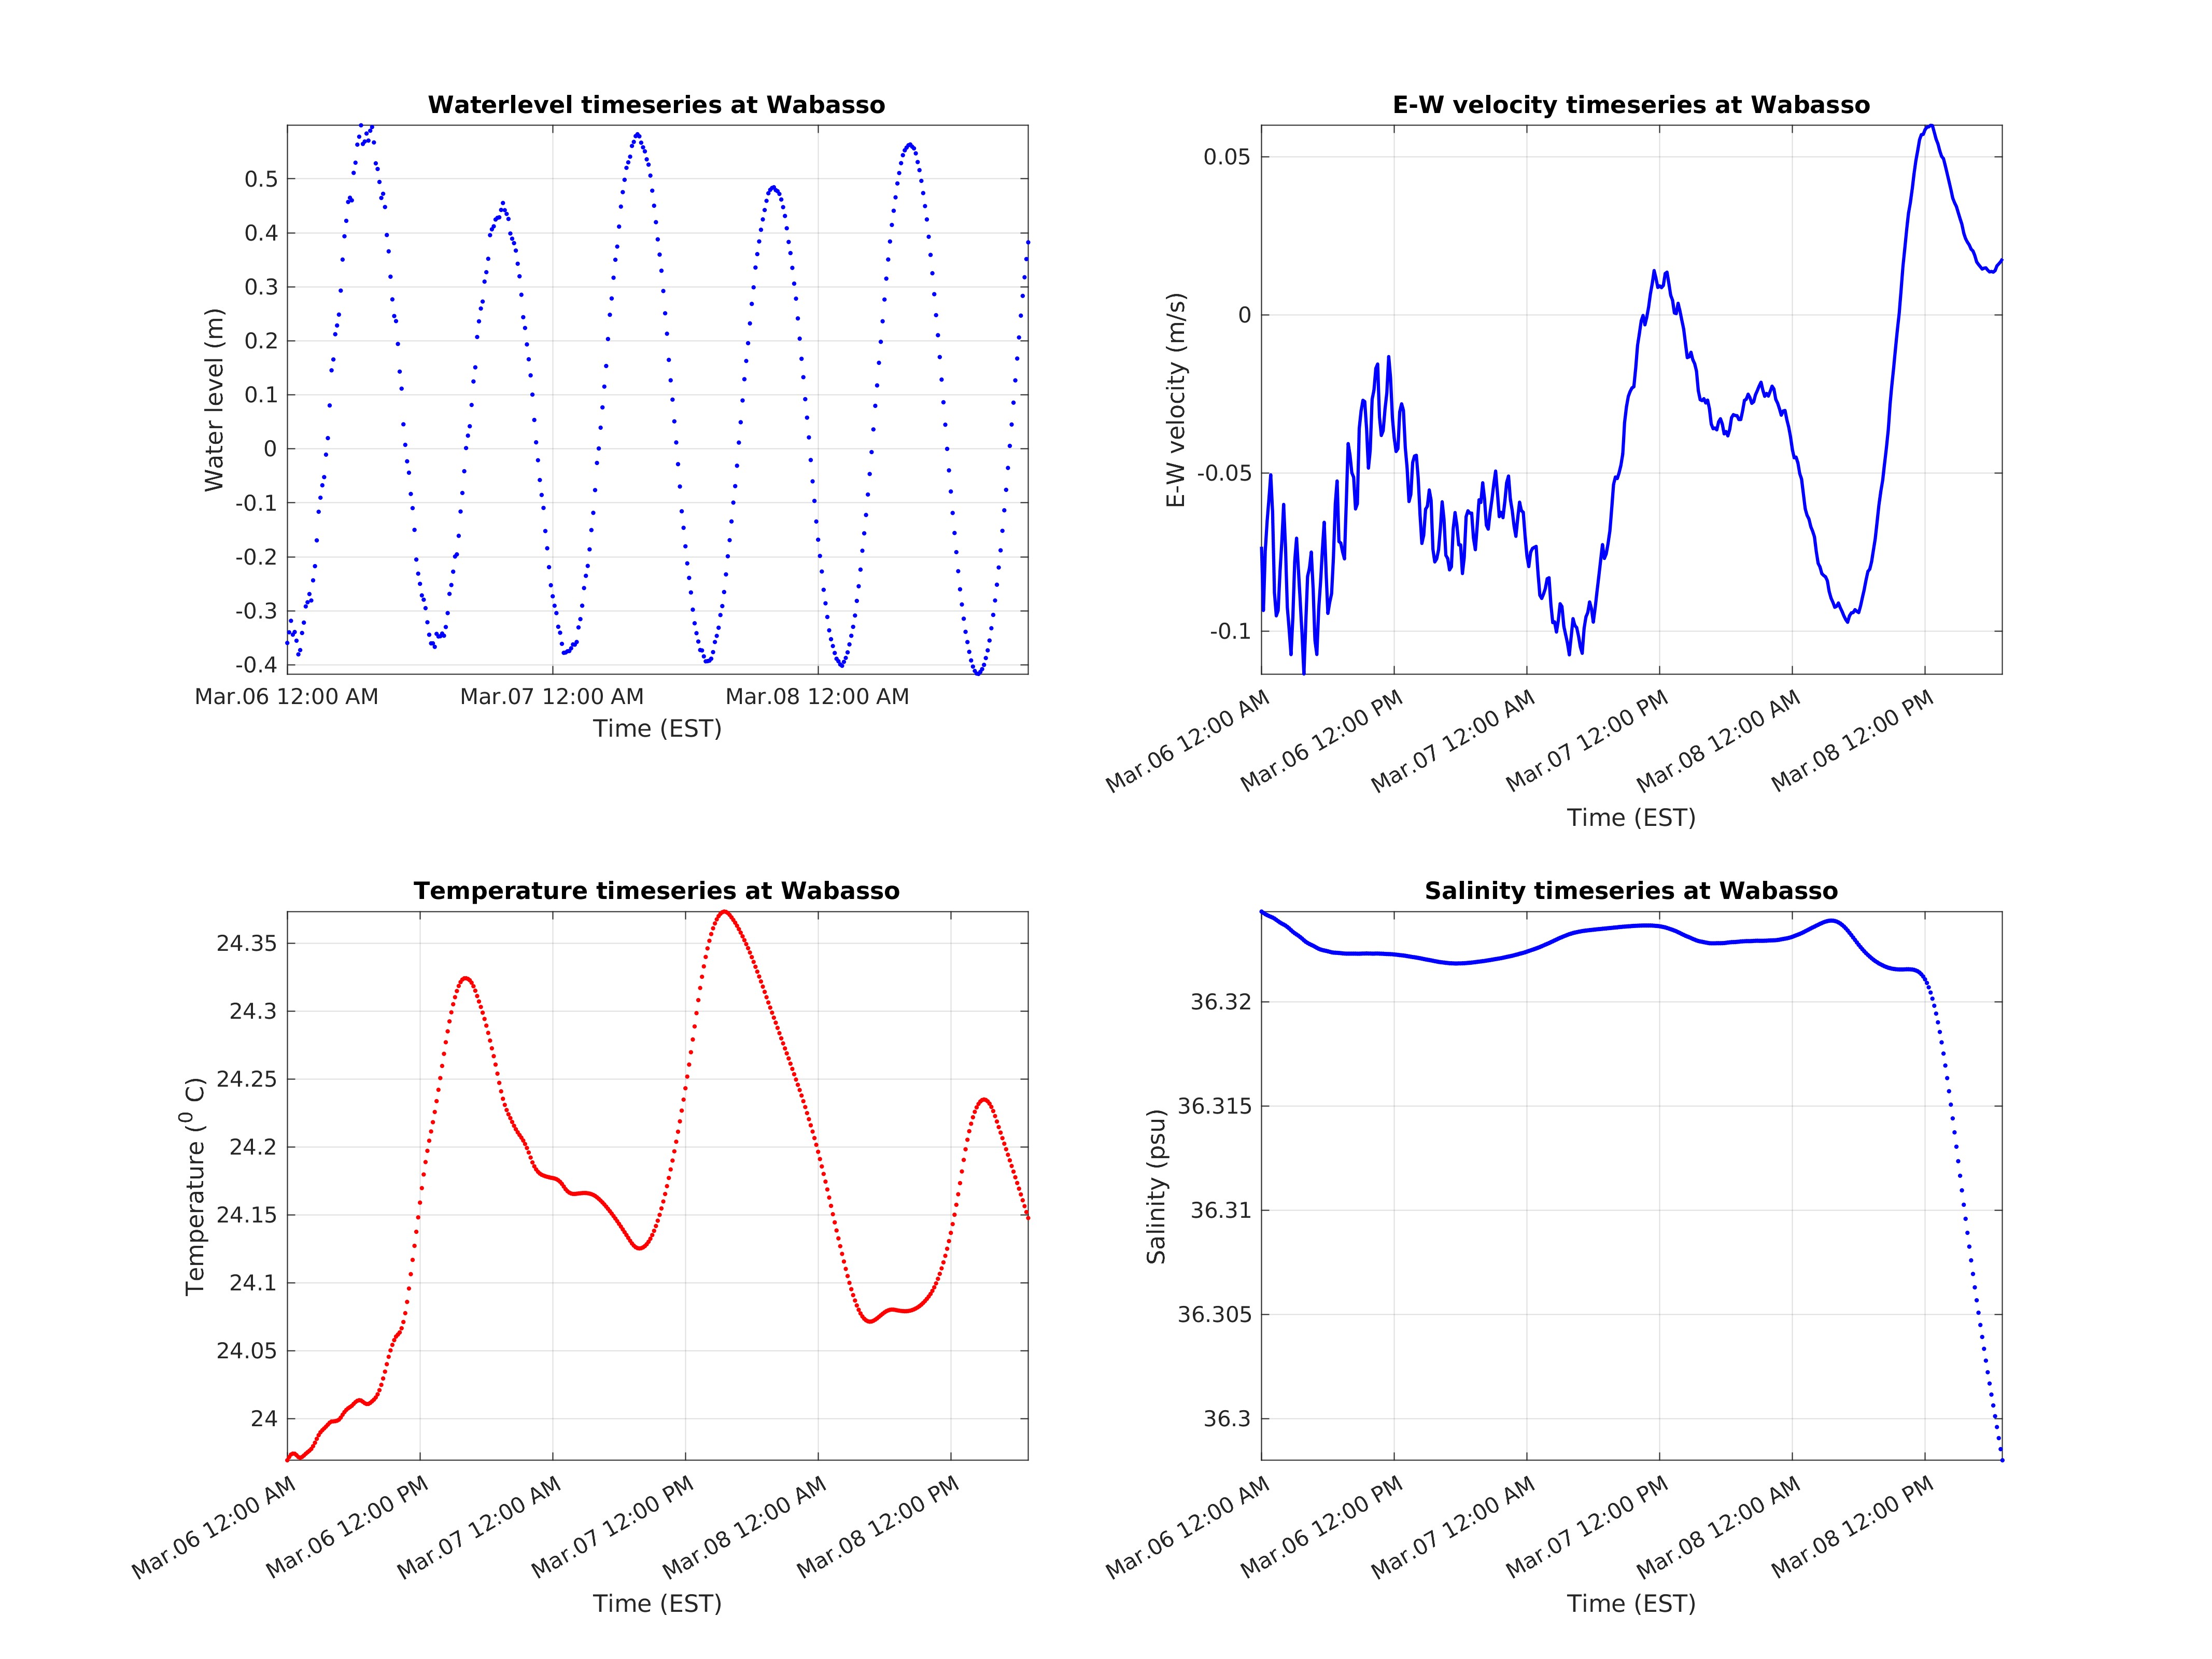 Waterlevel timeseries at Wabasso
0.5
0.4
0.3
0.2
0.1
0
-0.1
-0.2
-0.3
-0.4
Water level (m)
Mar.06 12:00 AM
Mar.07 12:00 AM
Mar.08 12:00 AM
Time (EST)
E-W velocity timeseries at Wabasso
0.05
0
-0.05
-0.1
E-W velocity (m/s)
Mar.06 12:00 AM
Mar.06 12:00 PM
Mar.07 12:00 AM
Mar.07 12:00 PM
Mar.08 12:00 AM
Mar.08 12:00 PM
Time (EST)
Temperature timeseries at Wabasso
24.35
24.3
24.25
24.2
24.15
24.1
24.05
24
Temperature (⁰ C)
Mar.06 12:00 AM
Mar.06 12:00 PM
Mar.07 12:00 AM
Mar.07 12:00 PM
Mar.08 12:00 AM
Mar.08 12:00 PM
Time (EST)
Salinity timeseries at Wabasso
36.32
36.315
36.31
36.305
36.3
Salinity (psu)
Mar.06 12:00 AM
Mar.06 12:00 PM
Mar.07 12:00 AM
Mar.07 12:00 PM
Mar.08 12:00 AM
Mar.08 12:00 PM
Time (EST)